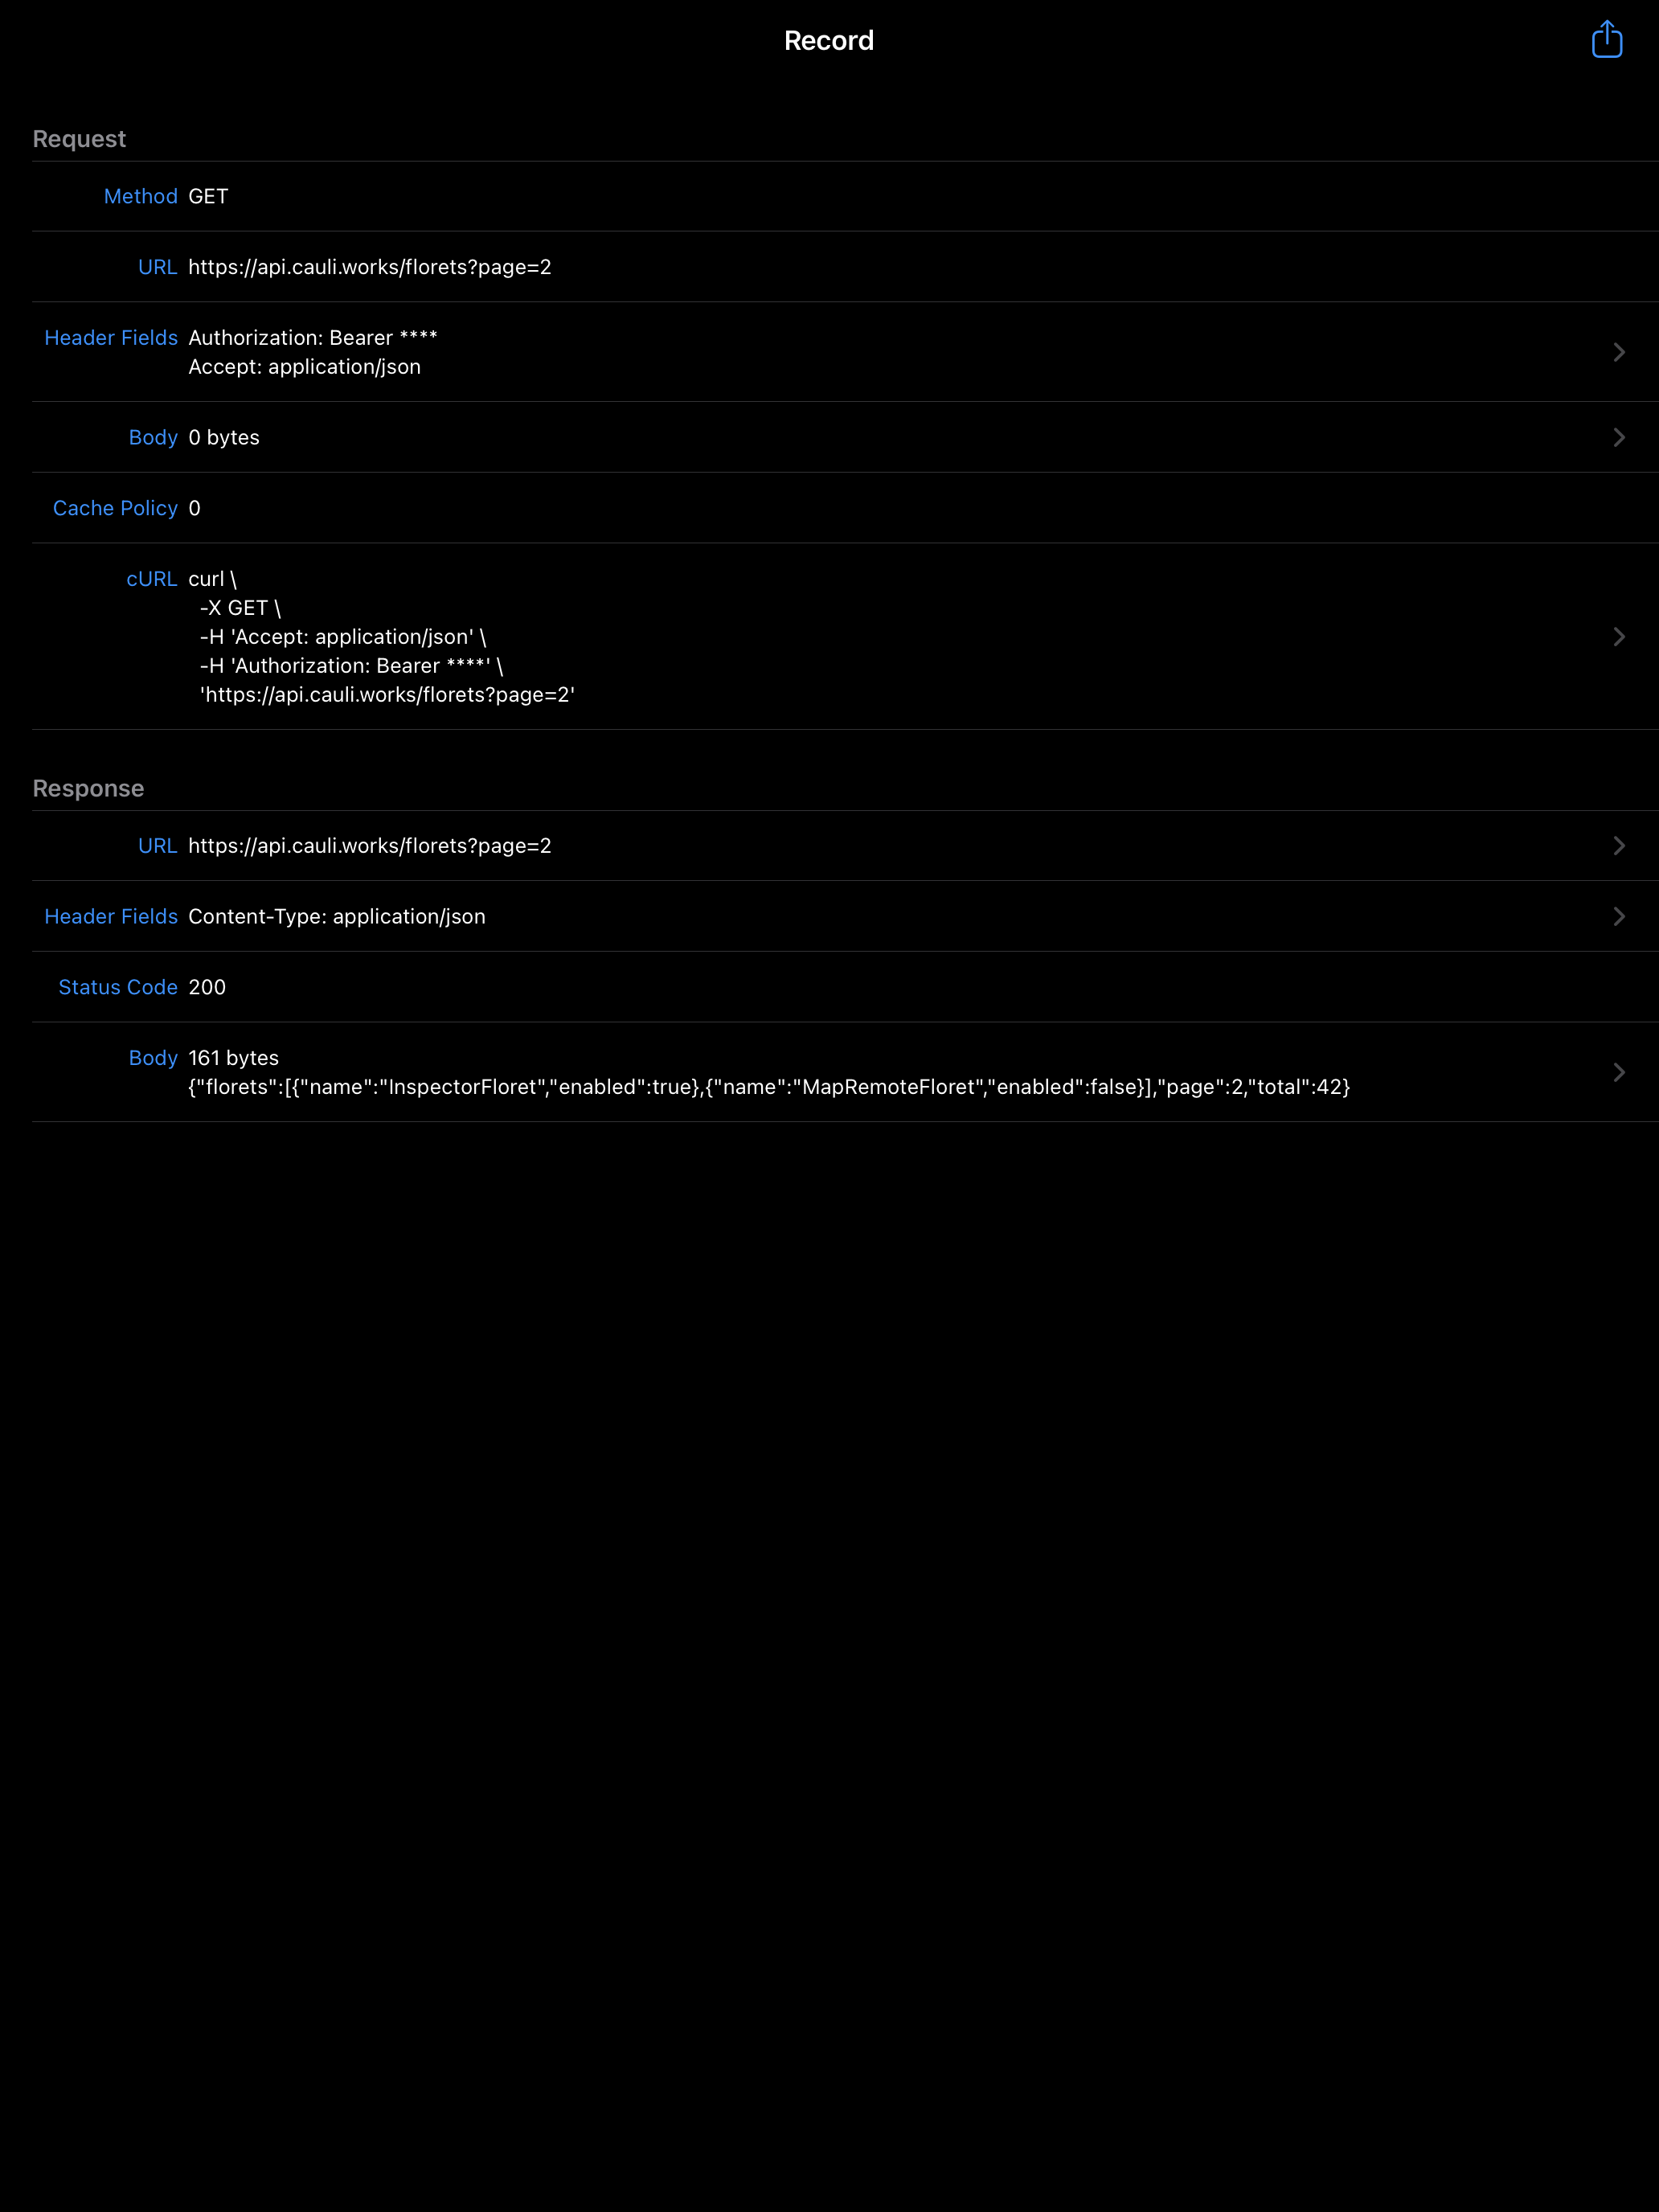 Record
Request
Method GET
URL https://api.cauli.works/florets?page=2
Header Fields Authorization: Bearer ****
Accept: application/json
Body 0 bytes
Cache Policy 0
cURL curl \
-X GET \
-H 'Accept: application/json' \
-H 'Authorization: Bearer ****' \
'https://api.cauli.works/florets?page=2'
Response
URL https://api.cauli.works/florets?page=2
Header Fields Content-Type: application/json
Status Code 200
Body 161 bytes
{"florets":[{"name":"InspectorFloret","enabled":true},{"name":"MapRemoteFloret","enabled":false}],"page":2,"total":42}